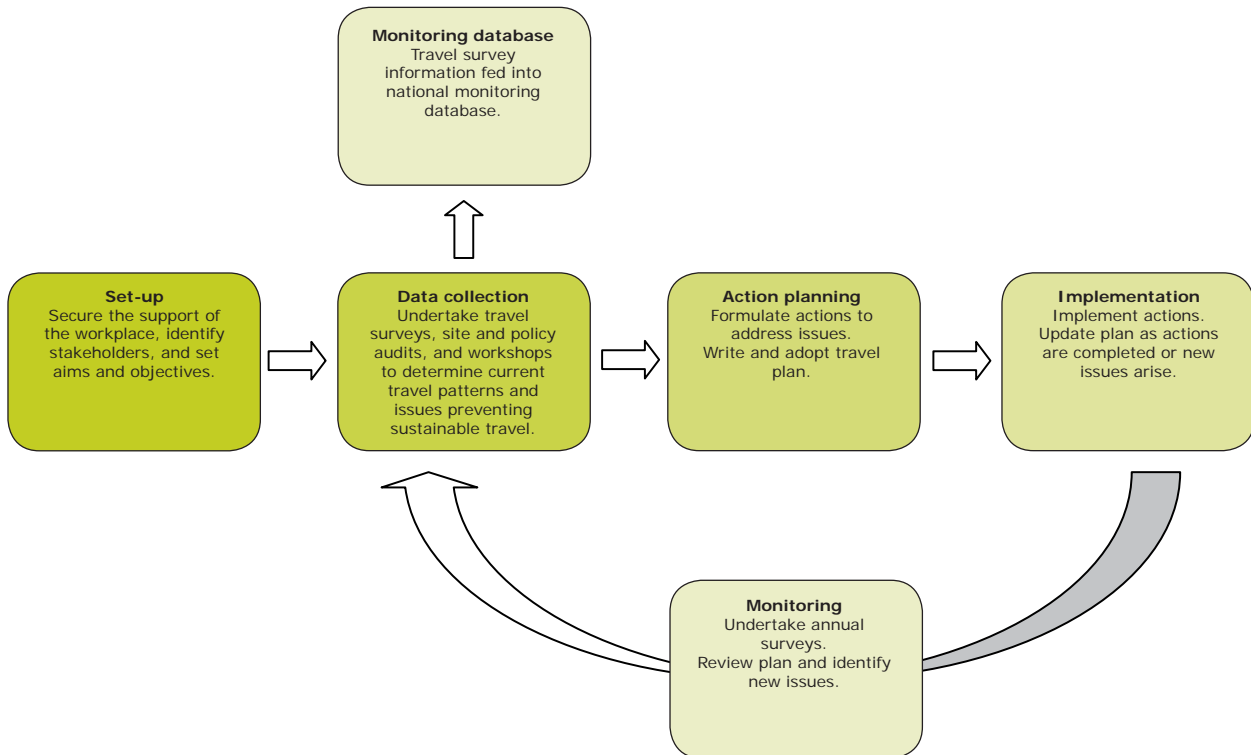 Monitoring database
Travel survey
information fed into
national monitoring
database.
Set-up
Secure the support of
the workplace, identify
stakeholders, and set
aims and objectives.
Data collection
Undertake travel
surveys, site and policy
audits, and workshops
to determine current
travel patterns and
issues preventing
sustainable travel.
Action planning
Formulate actions to
address issues.
Write and adopt travel
plan.
Implementation
Implement actions.
Update plan as actions
are completed or new
issues arise.
Monitoring
Undertake annual
surveys.
Review plan and identify
new issues.